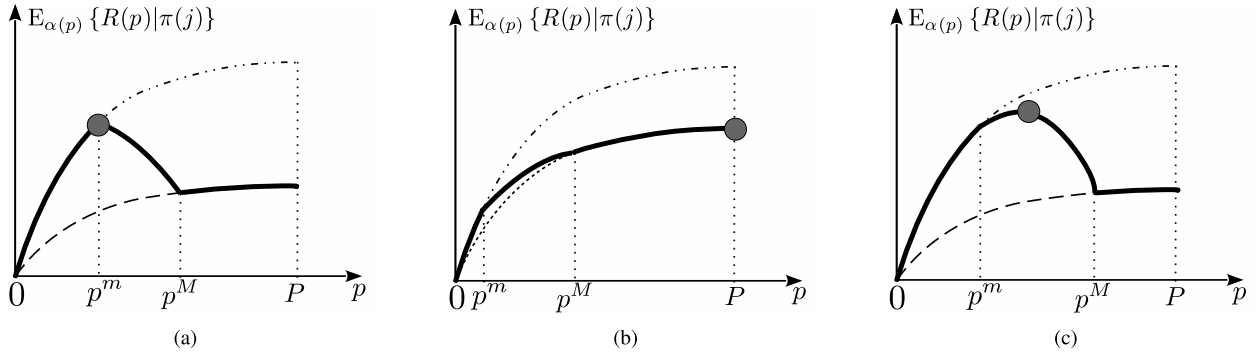 E_{α(p)} {R(p)|π(j)}
0 p^m p^M P p
(a)
E_{α(p)} {R(p)|π(j)}
0 p^m p^M P p
(b)
E_{α(p)} {R(p)|π(j)}
0 p^m p^M P p
(c)